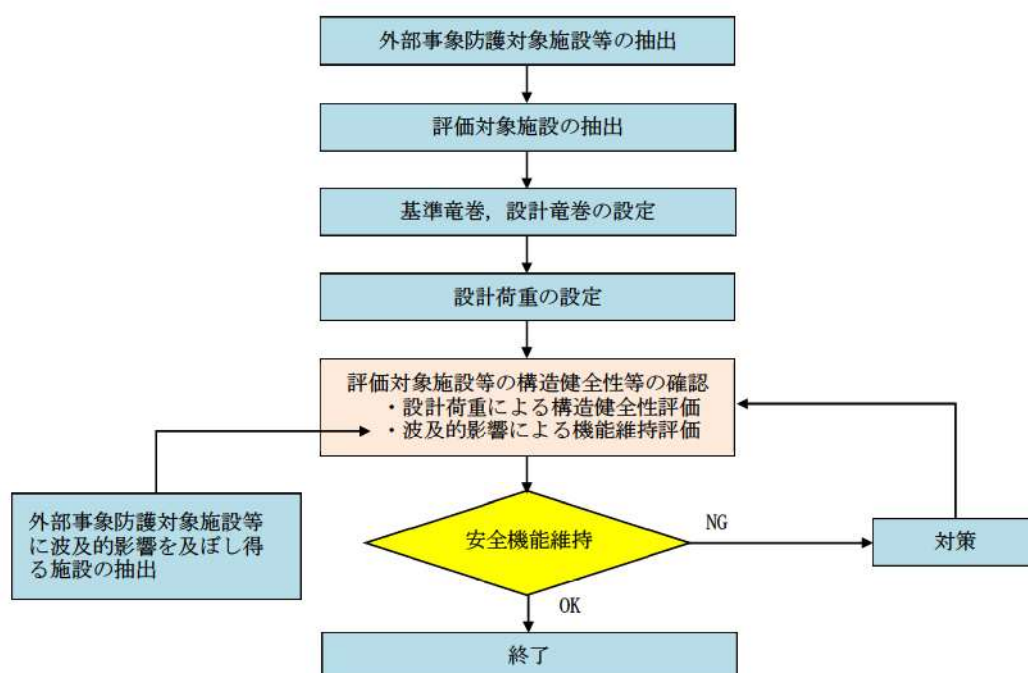 外部事象防護対象施設等の抽出
評価対象施設の抽出
基準竜巻，設計竜巻の設定
設計荷重の設定
評価対象施設等の構造健全性等の確認
・設計荷重による構造健全性評価
・波及的影響による機能維持評価
外部事象防護対象施設等
に波及的影響を及ぼし得
る施設の抽出
安全機能維持
NG
対策
OK
終了